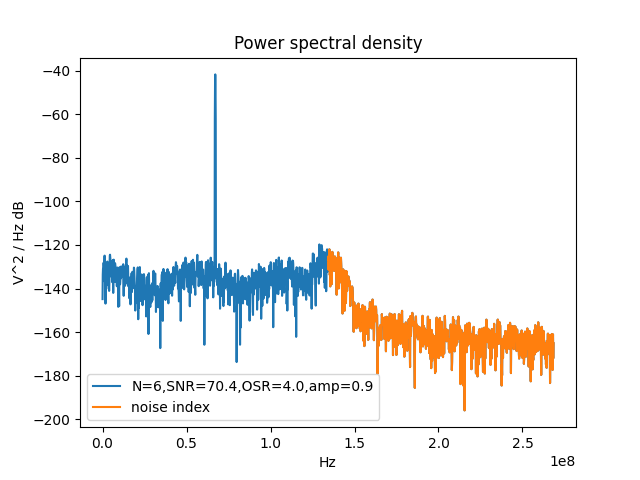 Power spectral density
V^2 / Hz dB
−40
−60
−80
−100
−120
−140
−160
−180
−200
N=6,SNR=70.4,OSR=4.0,amp=0.9
noise index
0.0 0.5 1.0 1.5 2.0 2.5
1e8
Hz